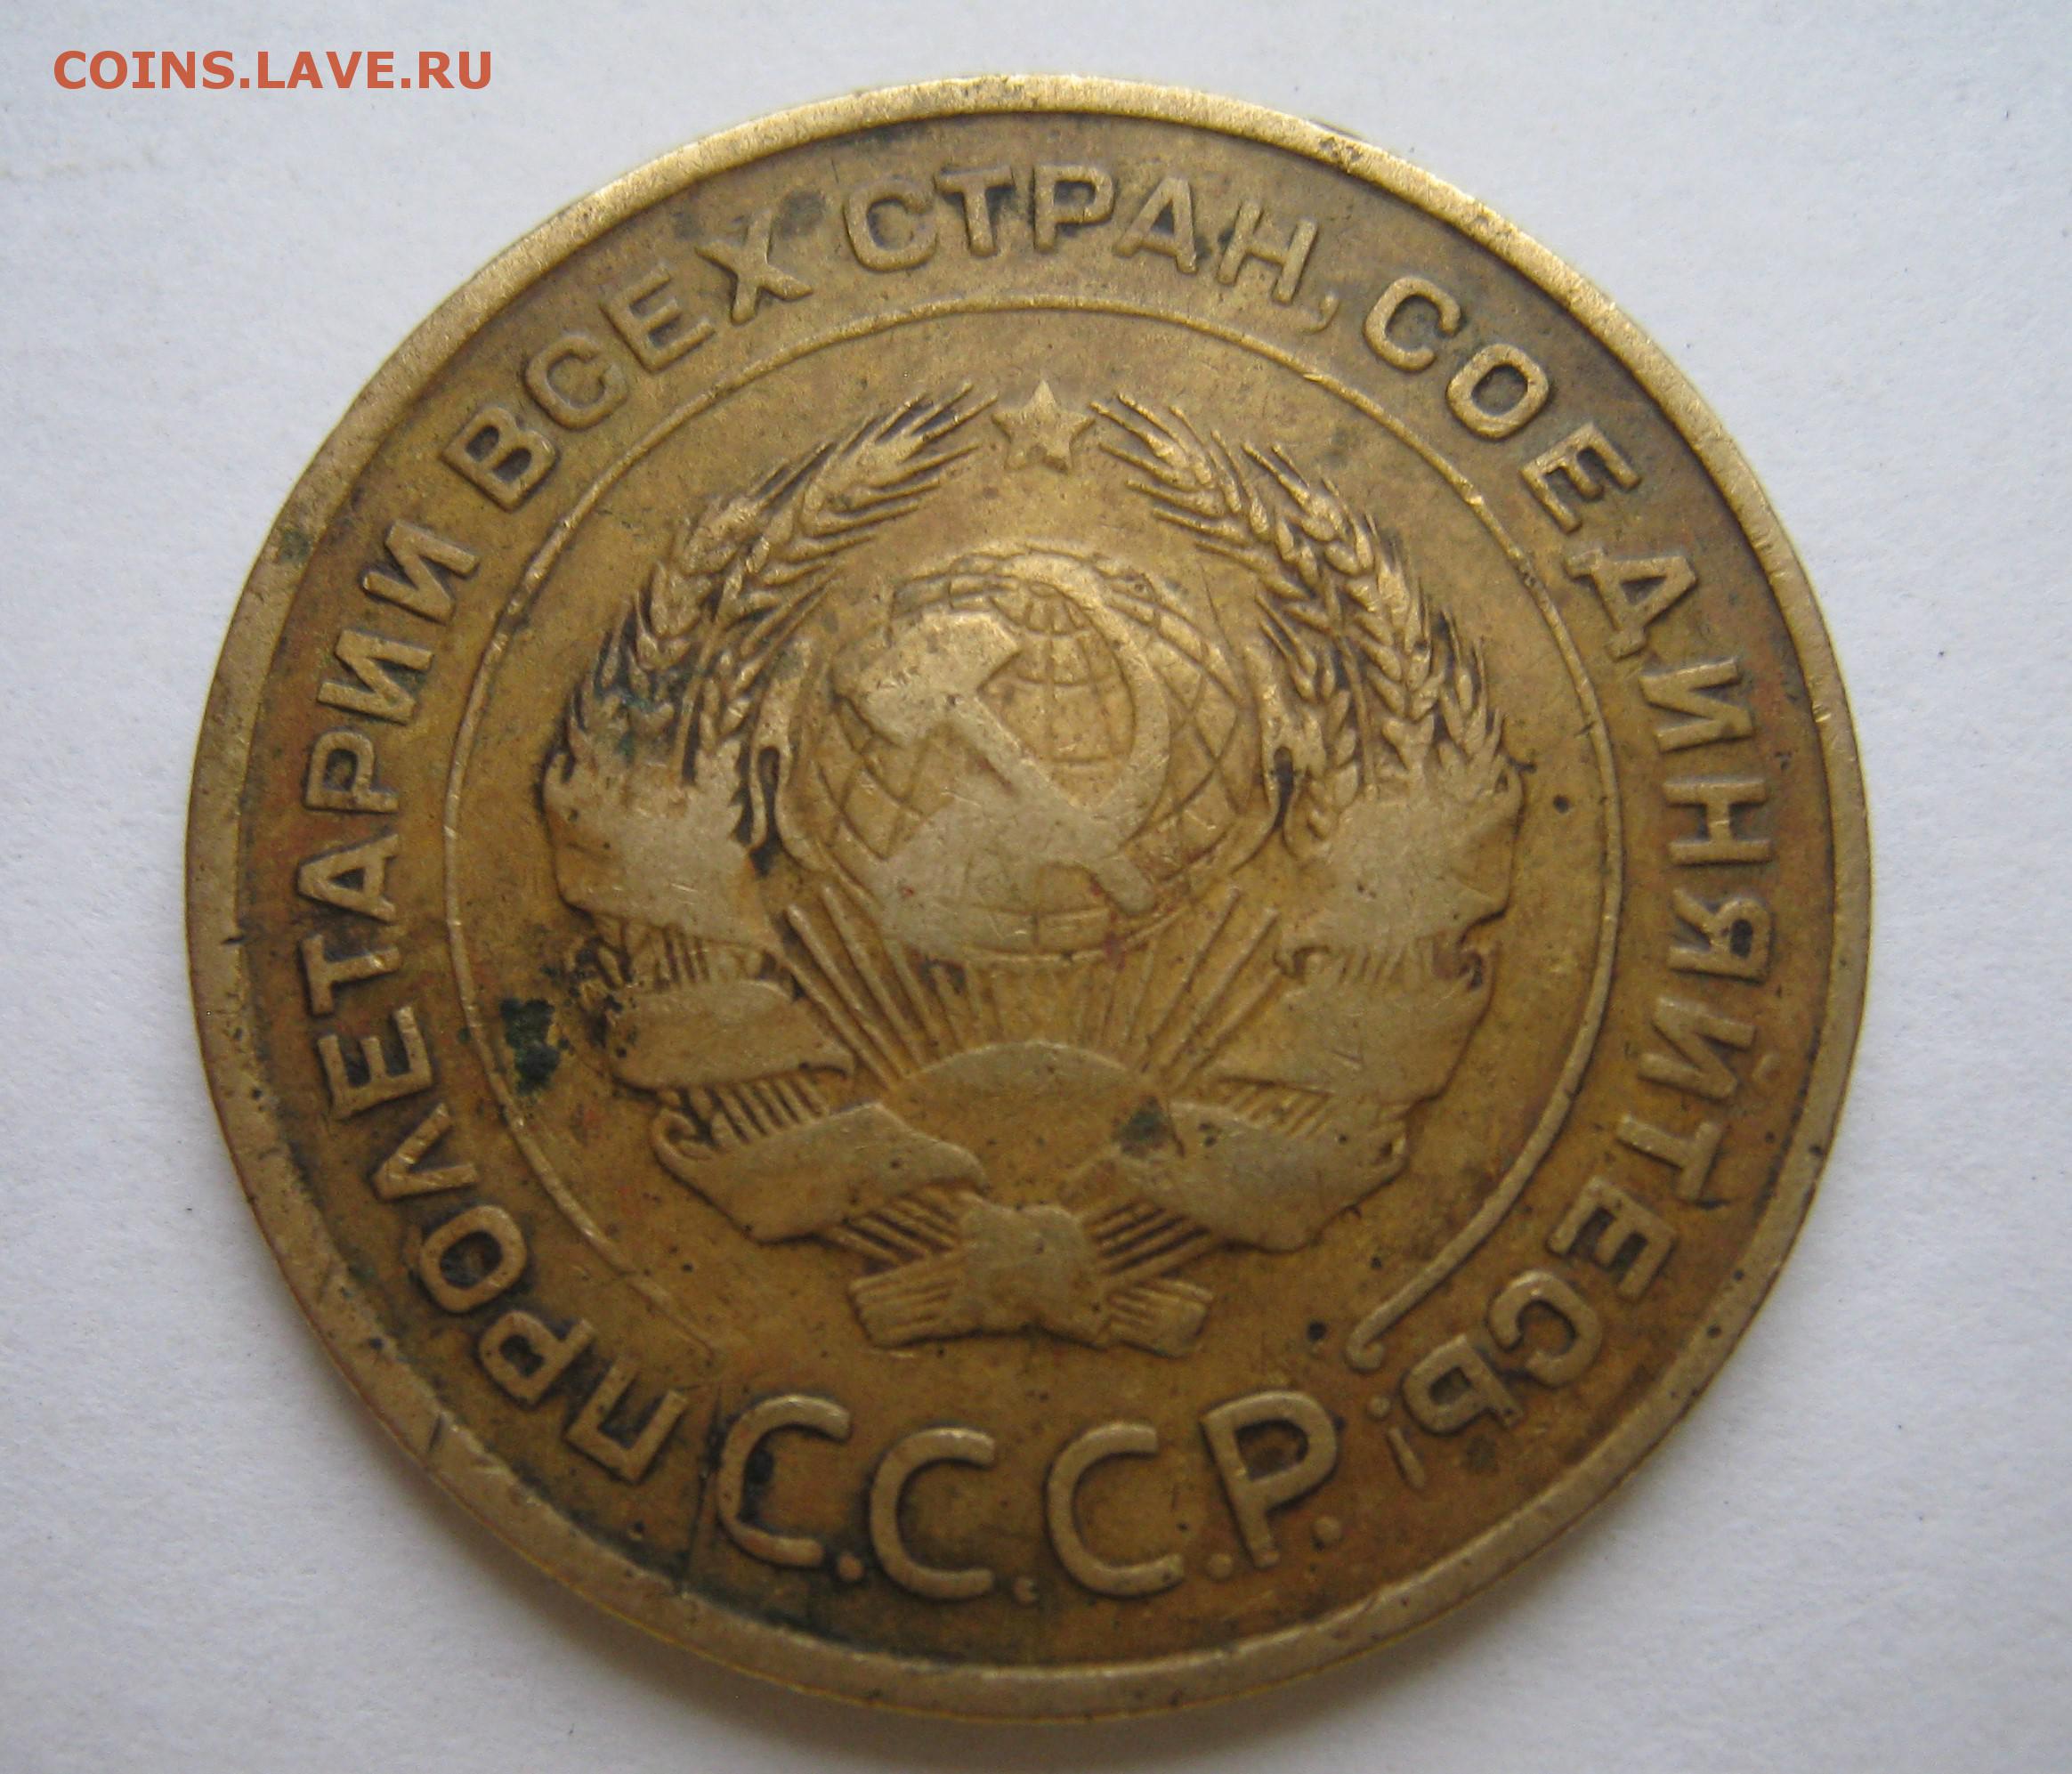 COINS.LAVE.RU
ПРОЛЕТАРИИ ВСЕХ СТРАН, СОЕДИНЯЙТЕСЬ!
С.С.С.Р.